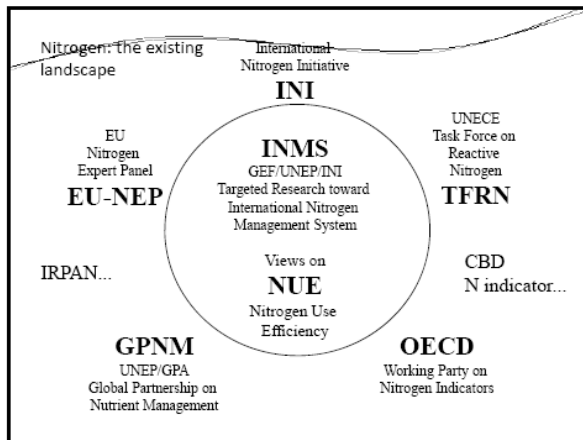 Nitrogen: the existing
landscape
International
Nitrogen Initiative
INI
EU
Nitrogen
Expert Panel
EU-NEP
INMS
GEF/UNEP/INI
Targeted Research toward
International Nitrogen
Management System
UNECE
Task Force on
Reactive
Nitrogen
TFRN
IRPAN...
Views on
NUE
Nitrogen Use
Efficiency
CBD
N indicator...
GPNM
UNEP/GPA
Global Partnership on
Nutrient Management
OECD
Working Party on
Nitrogen Indicators